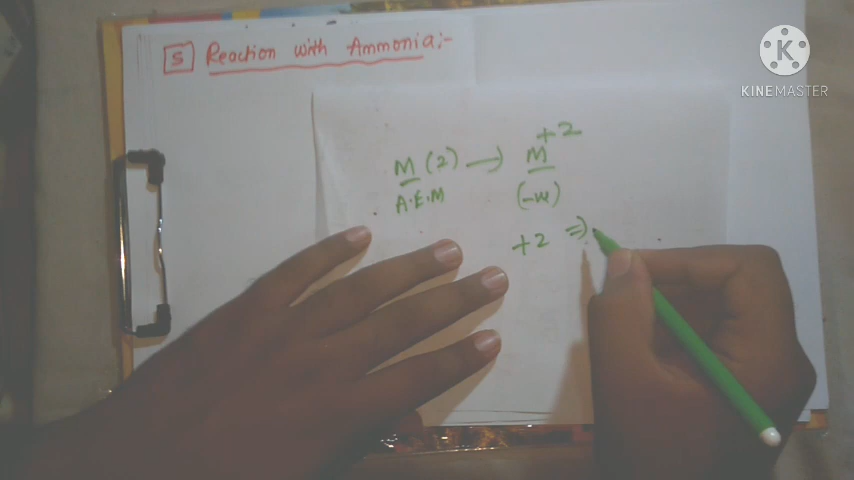 5 Reaction with Ammonia:-
M (2) → M+2
A.E.M
+2 ⇒
K
KINEMASTER